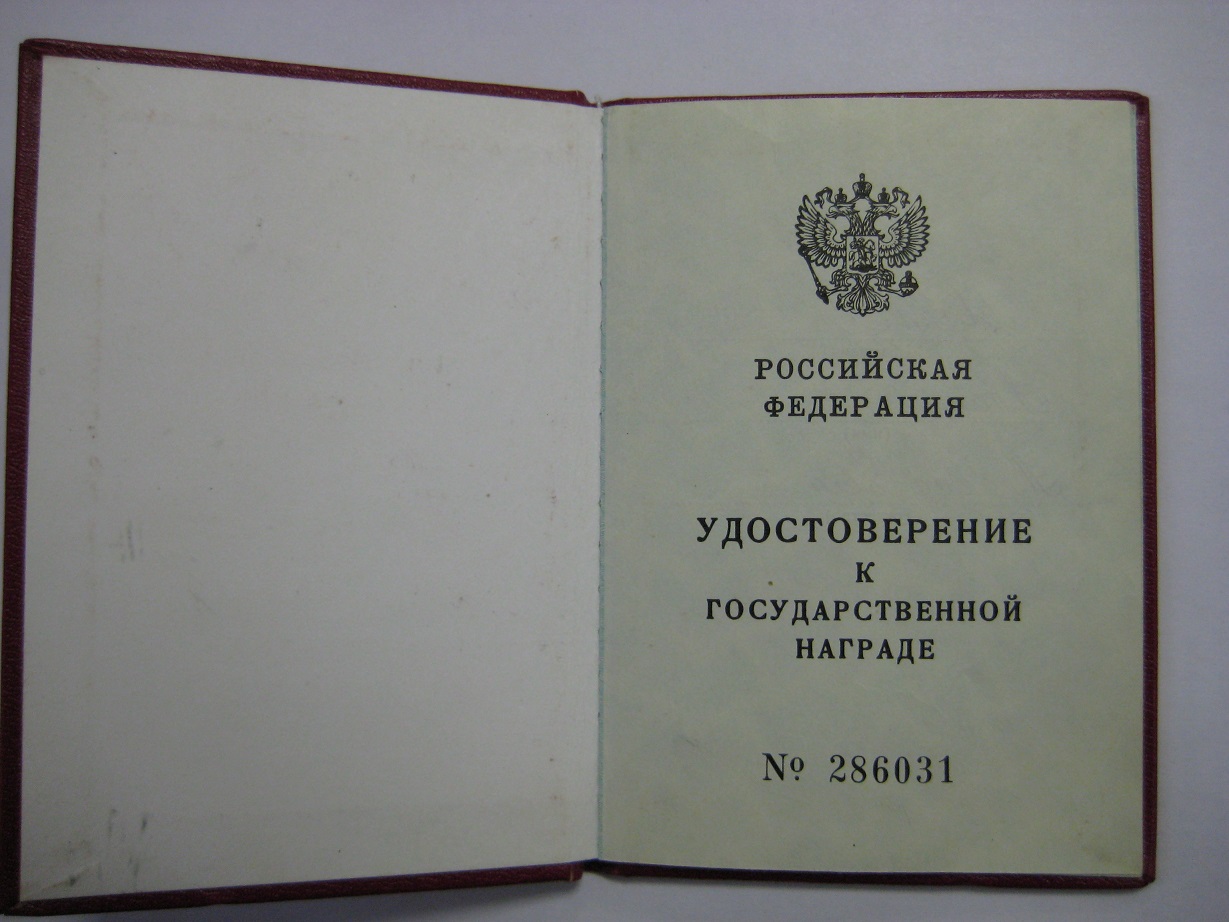 РОССИЙСКАЯ
ФЕДЕРАЦИЯ
УДОСТОВЕРЕНИЕ
К
ГОСУДАРСТВЕННОЙ
НАГРАДЕ
№ 286031